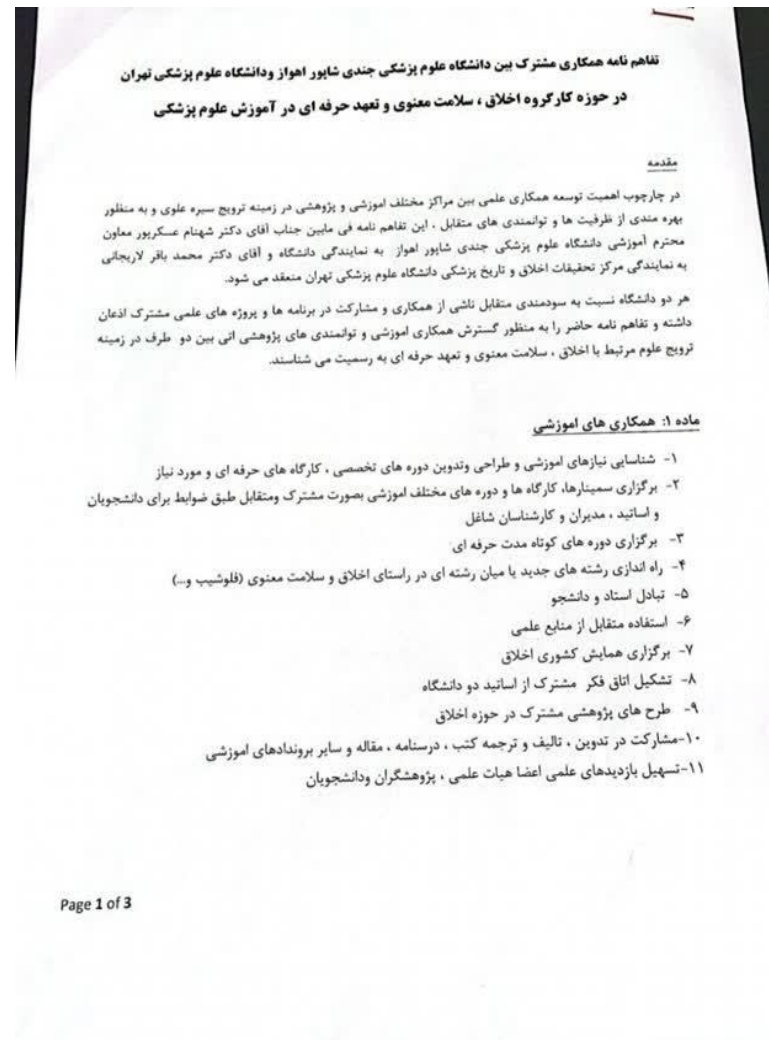 تفاهم نامه همکاری مشترک بین دانشگاه علوم پزشکی جندی شاپور اهواز ودانشگاه علوم پزشکی تهران
در حوزه کارگروه اخلاق ، سلامت معنوی و تعهد حرفه ای در آموزش علوم پزشکی
مقدمه
در چارچوب اهمیت توسعه همکاری علمی بین مراکز مختلف اموزشی و پژوهشی در زمینه ترویج سیره علوی و به منظور
بهره مندی از ظرفیت ها و توانمندی های متقابل ، این تفاهم نامه فی مابین جناب آقای دکتر شهنام عسکرپور معاون
محترم آموزشی دانشگاه علوم پزشکی جندی شاپور اهواز به نمایندگی دانشگاه و آقای دکتر محمد باقر لاریجانی
به نمایندگی مرکز تحقیقات اخلاق و تاریخ پزشکی دانشگاه علوم پزشکی تهران منعقد می شود.
هر دو دانشگاه نسبت به سودمندی متقابل ناشی از همکاری و مشارکت در برنامه ها و پروژه های علمی مشترک اذعان
داشته و تفاهم نامه حاضر را به منظور گسترش همکاری اموزشی و توانمندی های پژوهشی اتی بین دو طرف در زمینه
ترویج علوم مرتبط با اخلاق ، سلامت معنوی و تعهد حرفه ای به رسمیت می شناسند.
ماده ۱: همکاری های اموزشی
۱- شناسایی نیازهای اموزشی و طراحی وتدوین دوره های تخصصی ، کارگاه های حرفه ای و مورد نیاز
۲- برگزاری سمینارها، کارگاه ها و دوره های مختلف اموزشی بصورت مشترک ومتقابل طبق ضوابط برای دانشجویان
و اساتید ، مدیران و کارشناسان شاغل
۳- برگزاری دوره های کوتاه مدت حرفه ای
۴- راه اندازی رشته های جدید یا میان رشته ای در راستای اخلاق و سلامت معنوی (فلوشیپ و...)
۵- تبادل استاد و دانشجو
۶- استفاده متقابل از منابع علمی
۷- برگزاری همایش کشوری اخلاق
۸- تشکیل اتاق فکر مشترک از اساتید دو دانشگاه
۹- طرح های پژوهشی مشترک در حوزه اخلاق
۱۰-مشارکت در تدوین ، تالیف و ترجمه کتب ، درسنامه ، مقاله و سایر بروندادهای اموزشی
۱۱-تسهیل بازدیدهای علمی اعضا هیات علمی ، پژوهشگران ودانشجویان
Page 1 of 3